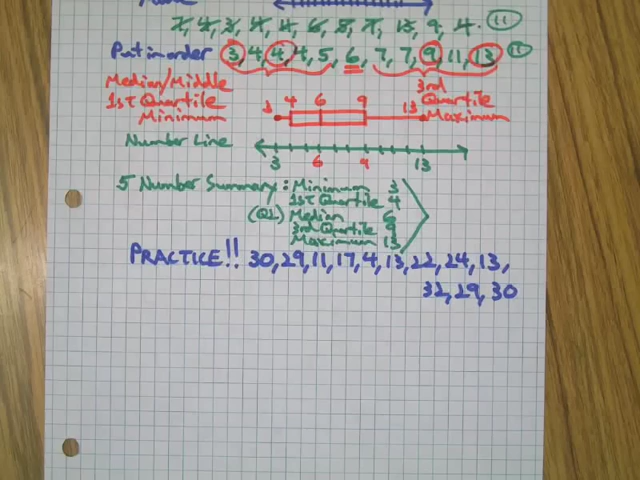 7, 4, 3, 4, 11, 6, 5, 7, 13, 9, 4. 11
Put in order 3, 4, 4, 4, 5, 6, 7, 7, 9, 11, 13 11
Median/Middle
1st Quartile
Minimum
3 4 6 9 13
3rd
Quartile
Maximum
Number Line
3 6 9 13
5 Number Summary: Minimum 3
1st Quartile 4
(Q1) Median 6
3rd Quartile 9
Maximum 13
PRACTICE!! 30, 29, 11, 17, 4, 13, 22, 24, 13,
32, 29, 30